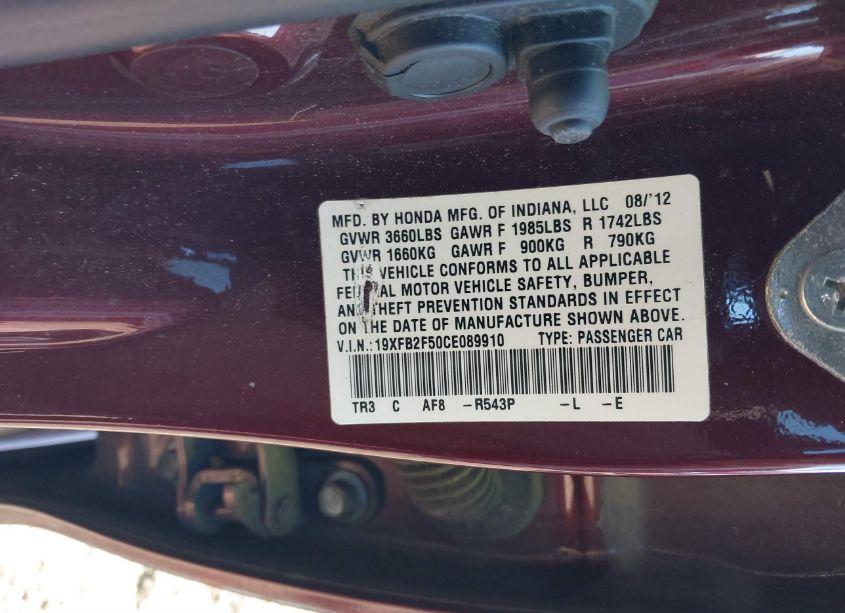 MFD. BY HONDA MFG. OF INDIANA, LLC 08/'12
GVWR 3660LBS GAWR F 1985LBS R 1742LBS
GVWR 1660KG GAWR F 900KG R 790KG
THIS VEHICLE CONFORMS TO ALL APPLICABLE
FEDERAL MOTOR VEHICLE SAFETY, BUMPER,
AND THEFT PREVENTION STANDARDS IN EFFECT
ON THE DATE OF MANUFACTURE SHOWN ABOVE.
V.I.N.:19XFB2F50CE089910 TYPE: PASSENGER CAR
TR3 C AF8 -R543P -L -E